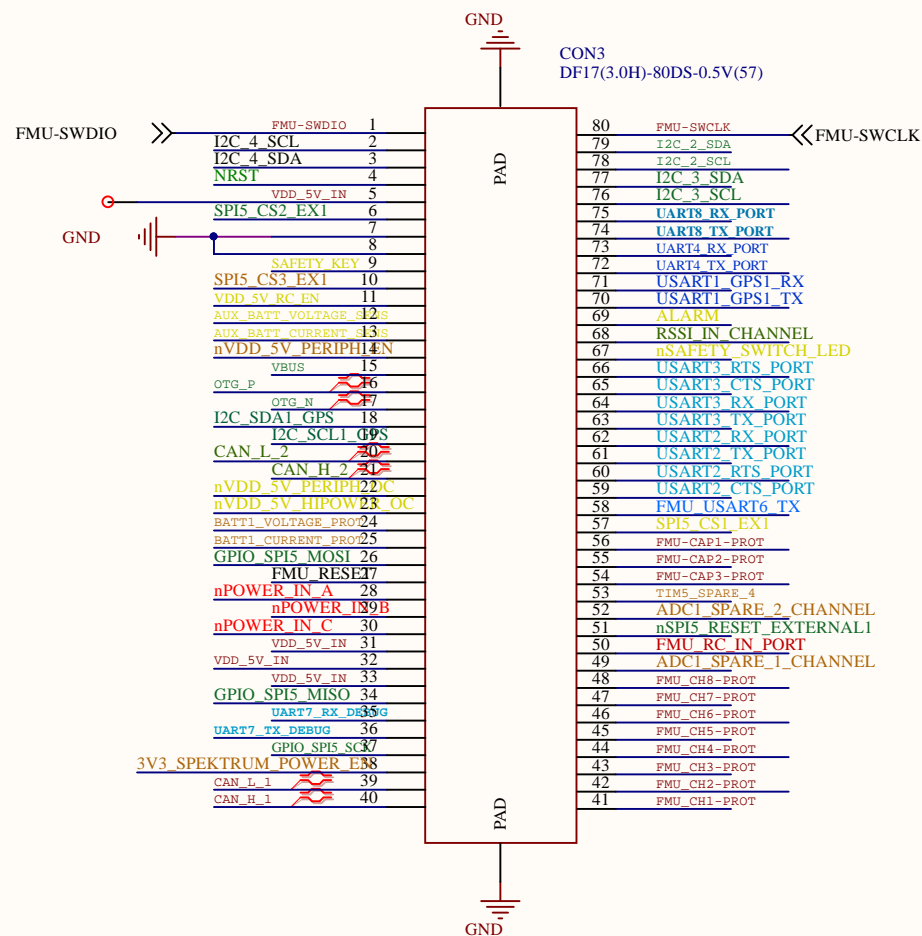 GND
CON3
DF17(3.0H)-80DS-0.5V(57)
PAD
FMU-SWDIO
FMU-SWDIO 1
I2C_4_SCL 2
I2C_4_SDA 3
NRST 4
VDD_5V_IN 5
SPI5_CS2_EX1 6
GND
7
8
SAFETY_KEY 9
SPI5_CS3_EX1 10
VDD_5V_RC_EN 11
AUX_BATT_VOLTAGE_SENS 12
AUX_BATT_CURRENT_SENS 13
nVDD_5V_PERIPH_EN 14
VBUS 15
OTG_P 16
OTG_N 17
I2C_SDA1_GPS 18
I2C_SCL1_GPS 19
CAN_L_2 20
CAN_H_2 21
nVDD_5V_PERIPH_OC 22
nVDD_5V_HIPOWER_OC 23
BATT1_VOLTAGE_PROT 24
BATT1_CURRENT_PROT 25
GPIO_SPI5_MOSI 26
FMU_RESET 27
nPOWER_IN_A 28
nPOWER_IN_B 29
nPOWER_IN_C 30
VDD_5V_IN 31
VDD_5V_IN 32
VDD_5V_IN 33
GPIO_SPI5_MISO 34
UART7_RX_DEBUG 35
UART7_TX_DEBUG 36
GPIO_SPI5_SCK 37
3V3_SPEKTRUM_POWER_EN 38
CAN_L_1 39
CAN_H_1 40
80 FMU-SWCLK
FMU-SWCLK
79 I2C_2_SDA
78 I2C_2_SCL
77 I2C_3_SDA
76 I2C_3_SCL
75 UART8_RX_PORT
74 UART8_TX_PORT
73 UART4_RX_PORT
72 UART4_TX_PORT
71 USART1_GPS1_RX
70 USART1_GPS1_TX
69 ALARM
68 RSSI_IN_CHANNEL
67 nSAFETY_SWITCH_LED
66 USART3_RTS_PORT
65 USART3_CTS_PORT
64 USART3_RX_PORT
63 USART3_TX_PORT
62 USART2_RX_PORT
61 USART2_TX_PORT
60 USART2_RTS_PORT
59 USART2_CTS_PORT
58 FMU_USART6_TX
57 SPI5_CS1_EX1
56 FMU-CAP1-PROT
55 FMU-CAP2-PROT
54 FMU-CAP3-PROT
53 TIM5_SPARE_4
52 ADC1_SPARE_2_CHANNEL
51 nSPI5_RESET_EXTERNAL1
50 FMU_RC_IN_PORT
49 ADC1_SPARE_1_CHANNEL
48 FMU_CH8-PROT
47 FMU_CH7-PROT
46 FMU_CH6-PROT
45 FMU_CH5-PROT
44 FMU_CH4-PROT
43 FMU_CH3-PROT
42 FMU_CH2-PROT
41 FMU_CH1-PROT
PAD
GND